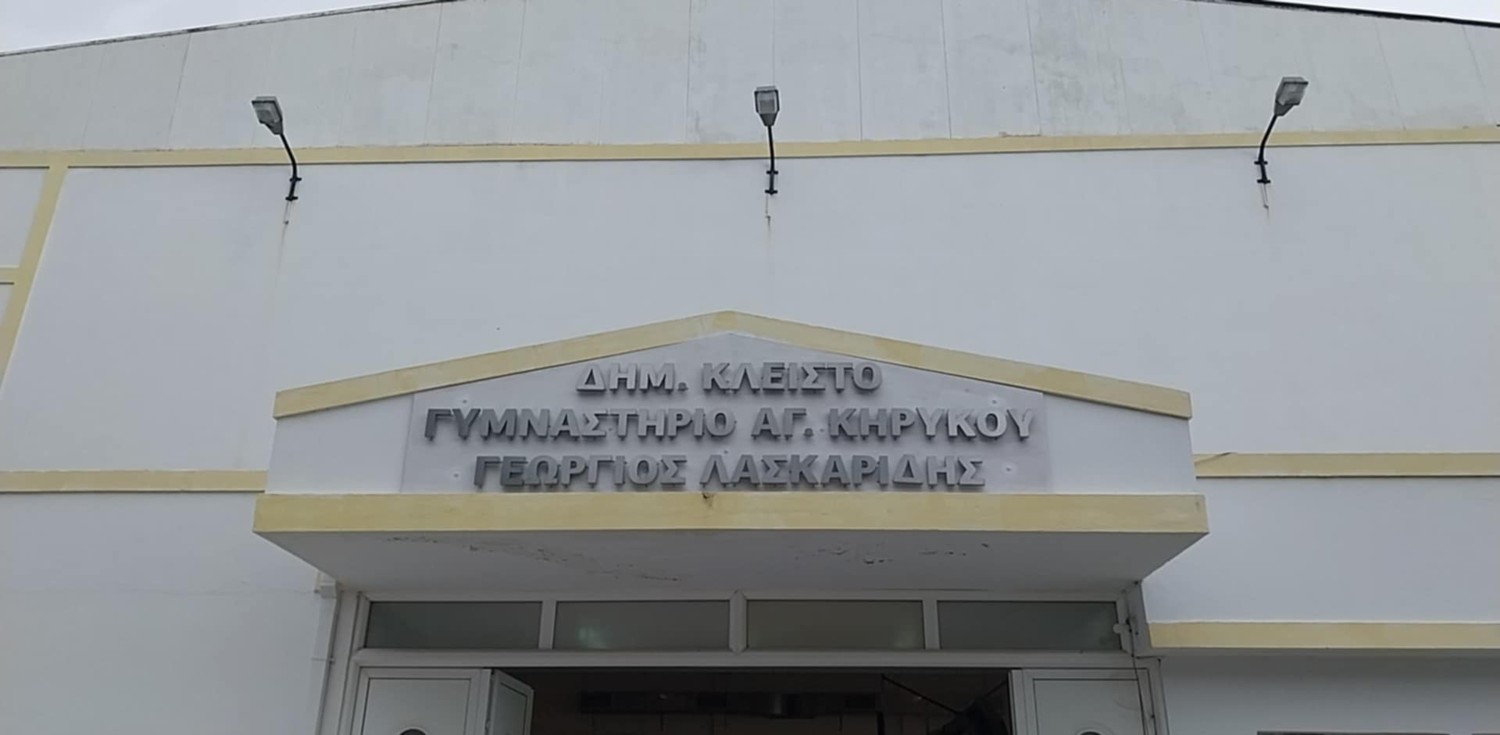 ΔΗΜ. ΚΛΕΙΣΤΟ
ΓΥΜΝΑΣΤΗΡΙΟ ΑΓ. ΚΗΡΥΚΟΥ
ΓΕΩΡΓΙΟΣ ΛΑΣΚΑΡΙΔΗΣ